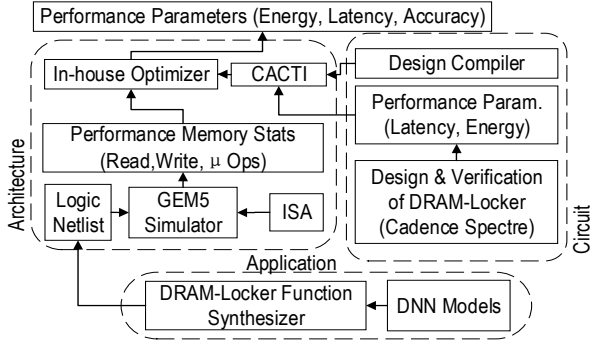 Performance Parameters (Energy, Latency, Accuracy)
In-house Optimizer
CACTI
Design Compiler
Performance Param.
(Latency, Energy)
Performance Memory Stats
(Read,Write, μ Ops)
Architecture
Logic
Netlist
GEM5
Simulator
ISA
Design & Verification
of DRAM-Locker
(Cadence Spectre)
Circuit
Application
DRAM-Locker Function
Synthesizer
DNN Models